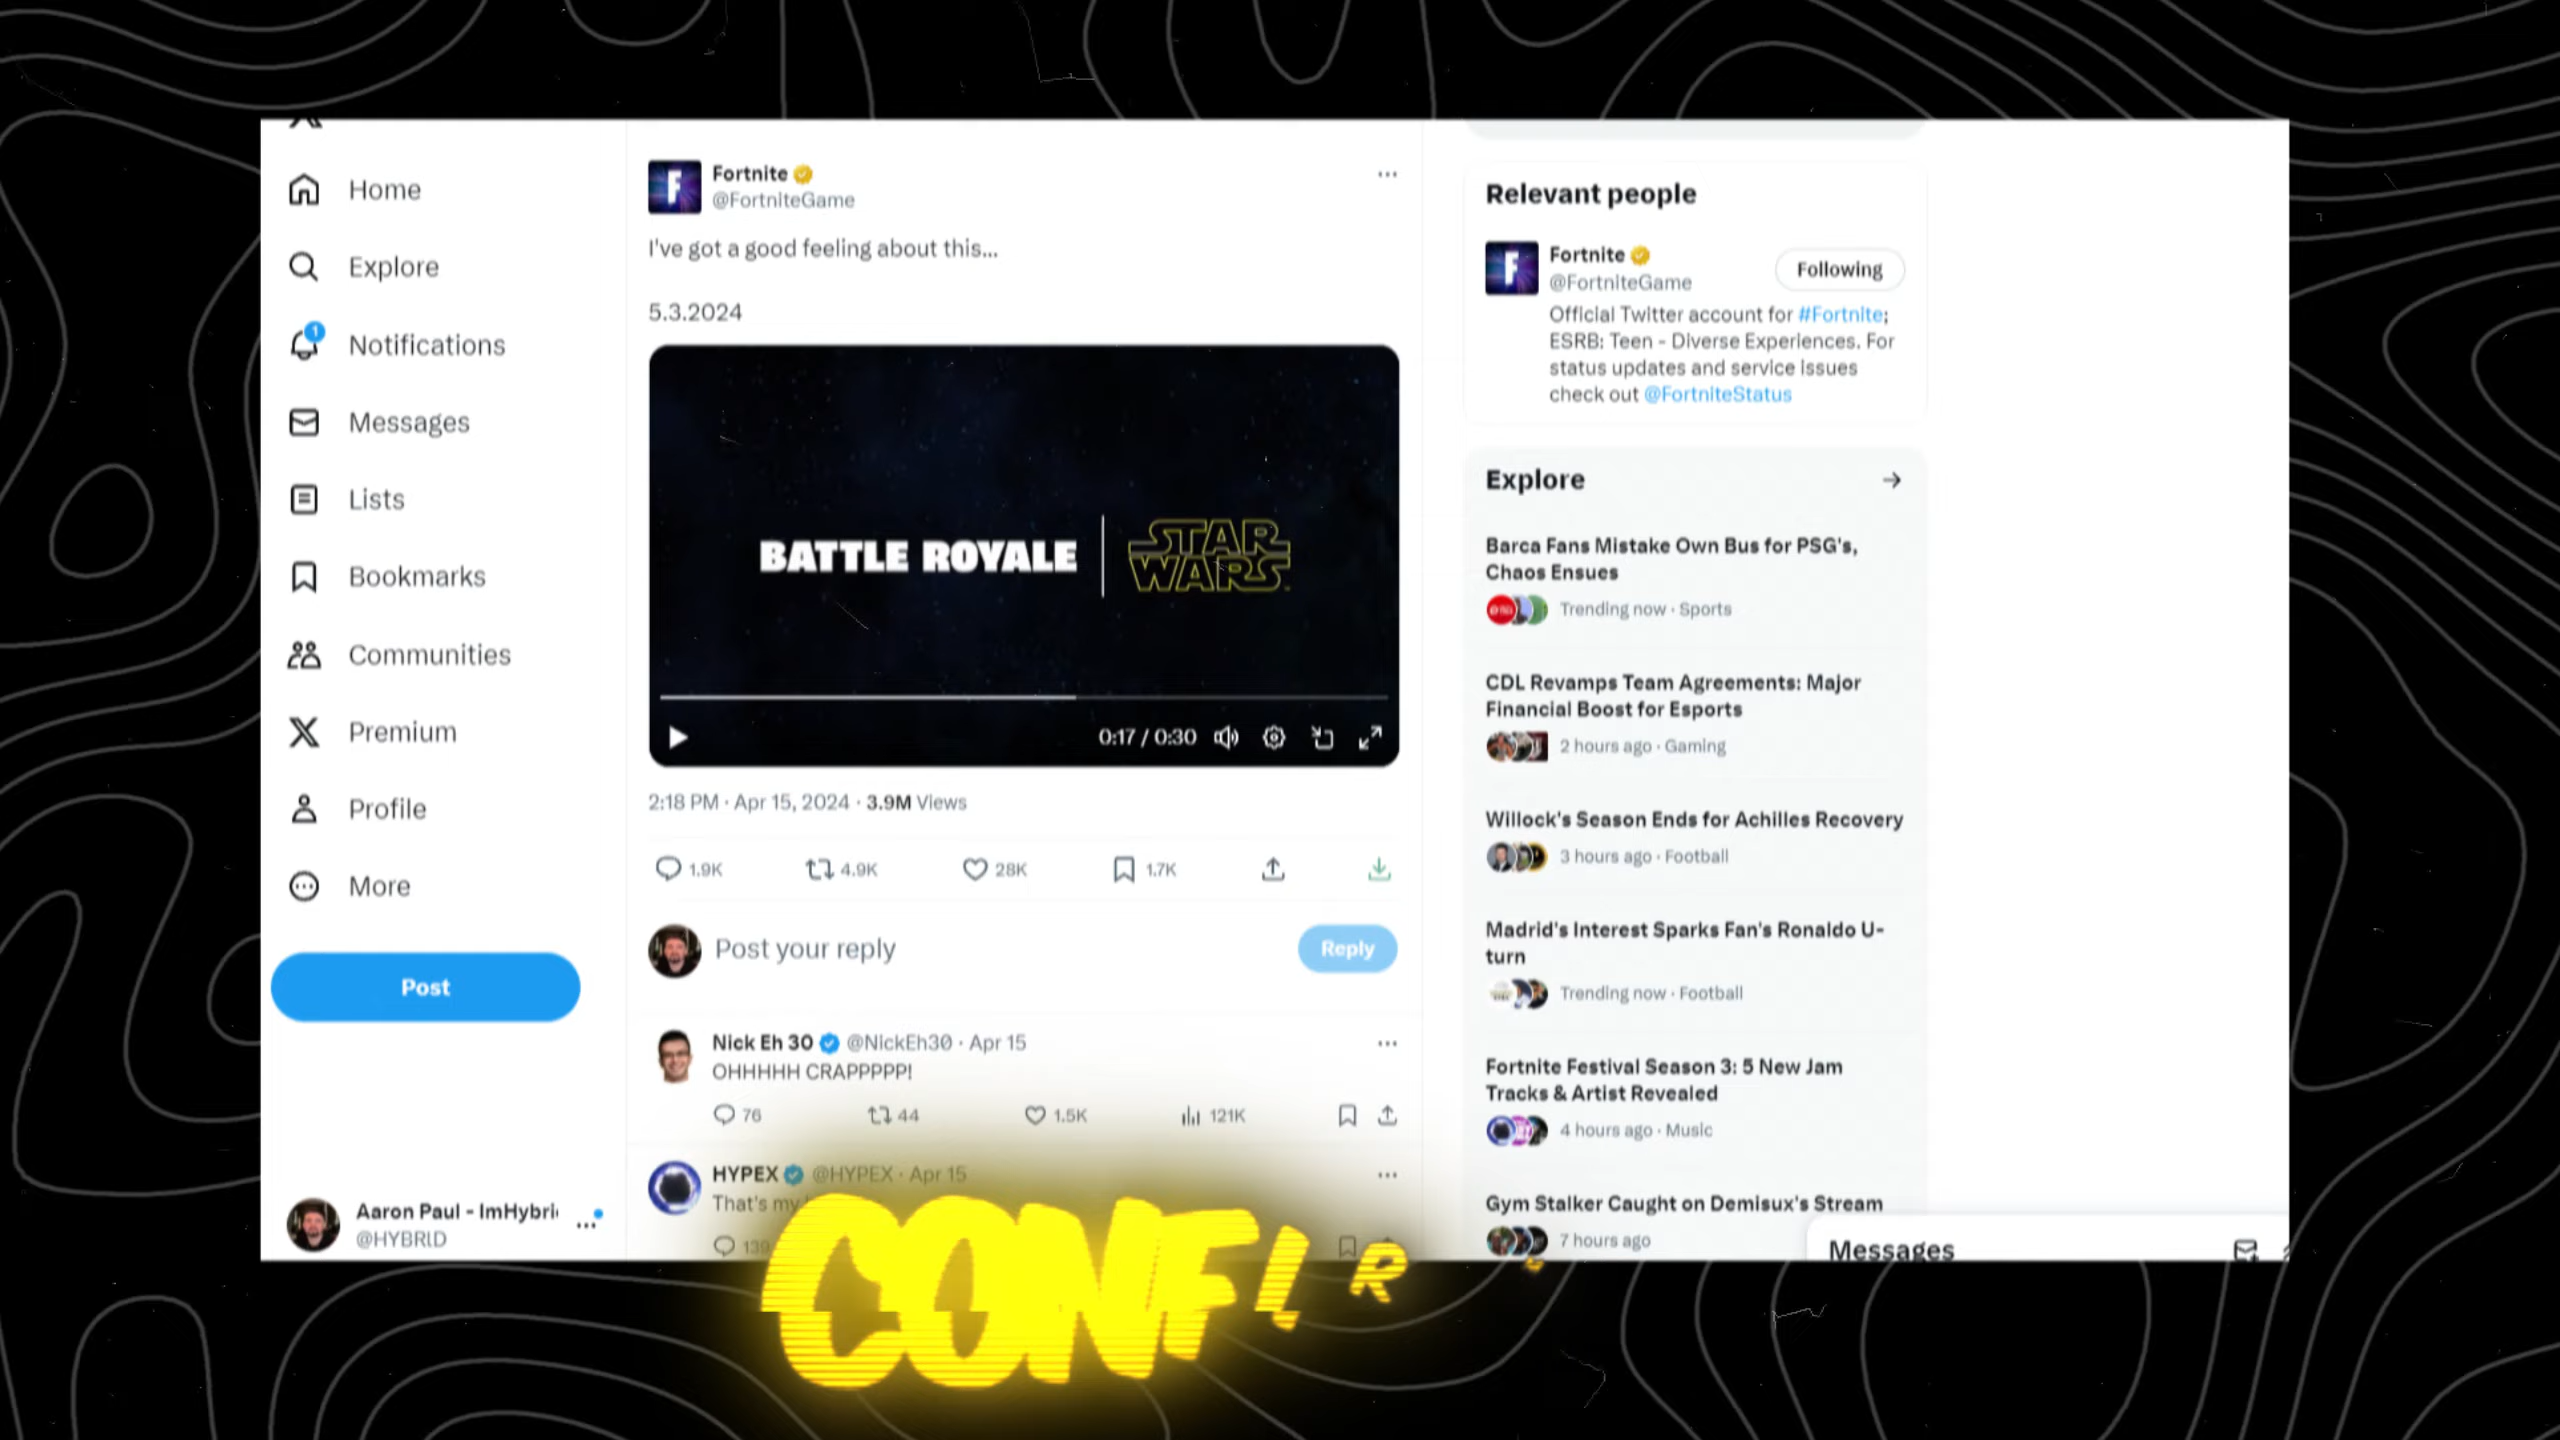 Home
Explore
1
Notifications
Messages
Lists
Bookmarks
Communities
Premium
Profile
More
Post
Aaron Paul - ImHybri
@HYBRlD
Fortnite
@FortniteGame
I've got a good feeling about this...
5.3.2024
BATTLE ROYALE
STAR
WARS
0:17 / 0:30
2:18 PM · Apr 15, 2024 · 3.9M Views
1.9K
4.9K
28K
1.7K
Post your reply
Reply
Nick Eh 30 @NickEh30 · Apr 15
OHHHHH CRAPPPPP!
76
44
1.5K
121K
HYPEX @HYPEX · Apr 15
That's my
139
Relevant people
Fortnite
@FortniteGame
Following
Official Twitter account for #Fortnite;
ESRB: Teen - Diverse Experiences. For
status updates and service issues
check out @FortniteStatus
Explore
Barca Fans Mistake Own Bus for PSG's,
Chaos Ensues
Trending now · Sports
CDL Revamps Team Agreements: Major
Financial Boost for Esports
2 hours ago · Gaming
Willock's Season Ends for Achilles Recovery
3 hours ago · Football
Madrid's Interest Sparks Fan's Ronaldo U-
turn
Trending now · Football
Fortnite Festival Season 3: 5 New Jam
Tracks & Artist Revealed
4 hours ago · Music
Gym Stalker Caught on Demisux's Stream
7 hours ago
Messages
CONFIR